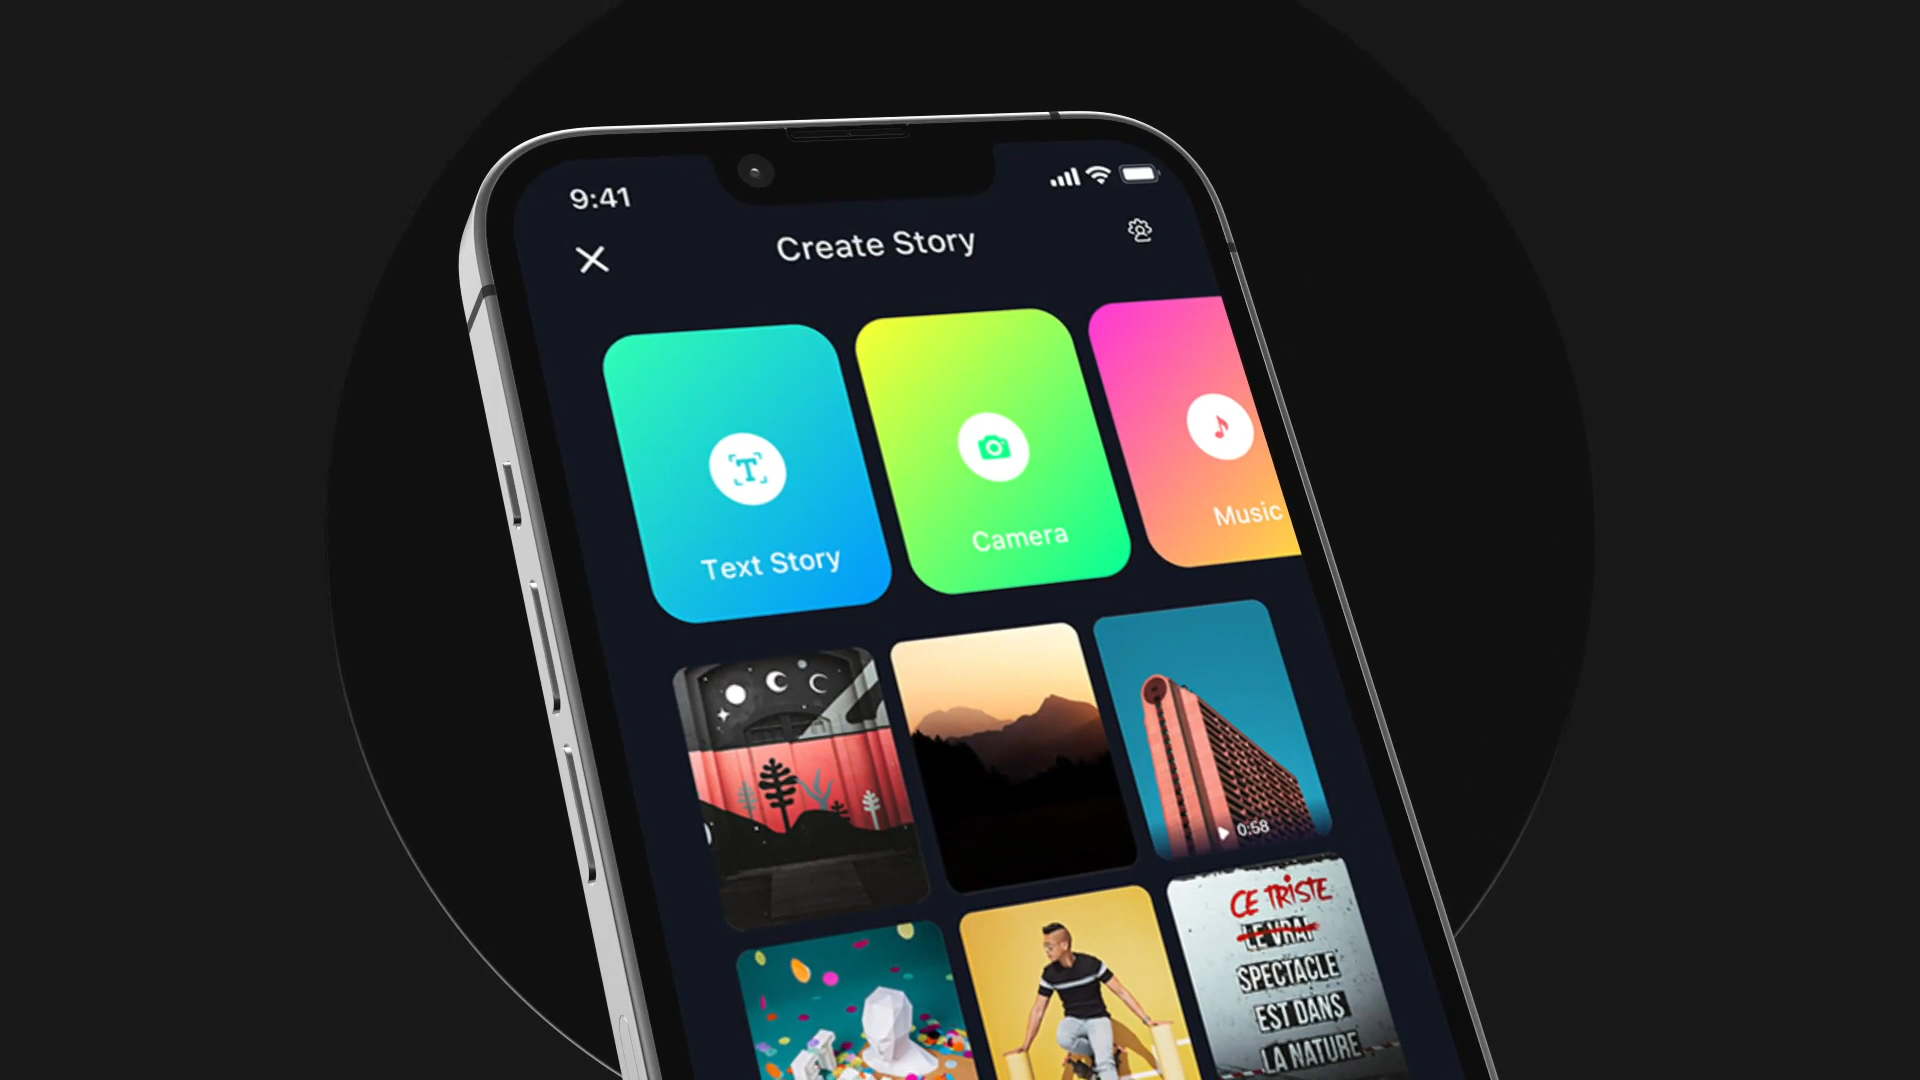 9:41
Create Story
Text Story
Camera
Music
0:58
CE TRISTE
LE VRAI
SPECTACLE
EST DANS
LA NATURE